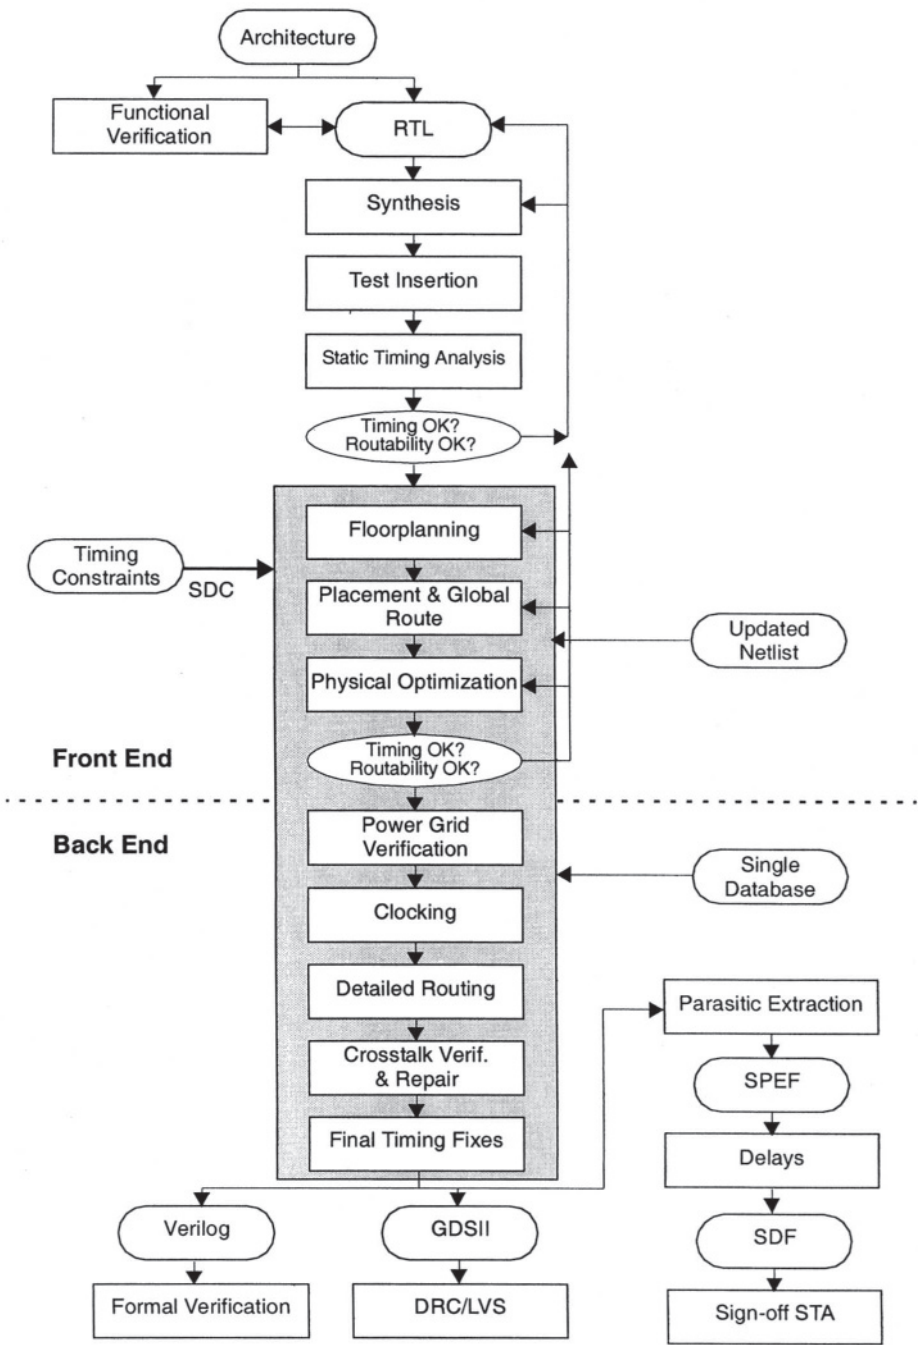 Architecture
Functional
Verification
RTL
Synthesis
Test Insertion
Static Timing Analysis
Timing OK?
Routability OK?
Floorplanning
Timing
Constraints
SDC
Placement & Global
Route
Updated
Netlist
Physical Optimization
Timing OK?
Routability OK?
Front End
Back End
Power Grid
Verification
Single
Database
Clocking
Detailed Routing
Parasitic Extraction
Crosstalk Verif.
& Repair
SPEF
Final Timing Fixes
Delays
Verilog
GDSII
SDF
Formal Verification
DRC/LVS
Sign-off STA